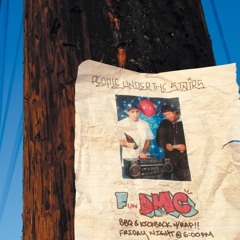 PEOPLE UNDER THE STAIRS
FUN DMC
BBQ & KICKBACK W/ RAP!!
FRIDAY NIGHT @ 6:00PM